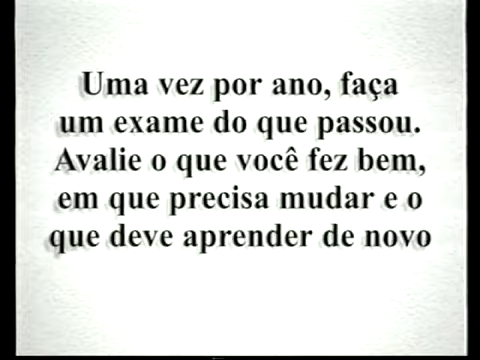 Uma vez por ano, faça
um exame do que passou.
Avalie o que você fez bem,
em que precisa mudar e o
que deve aprender de novo